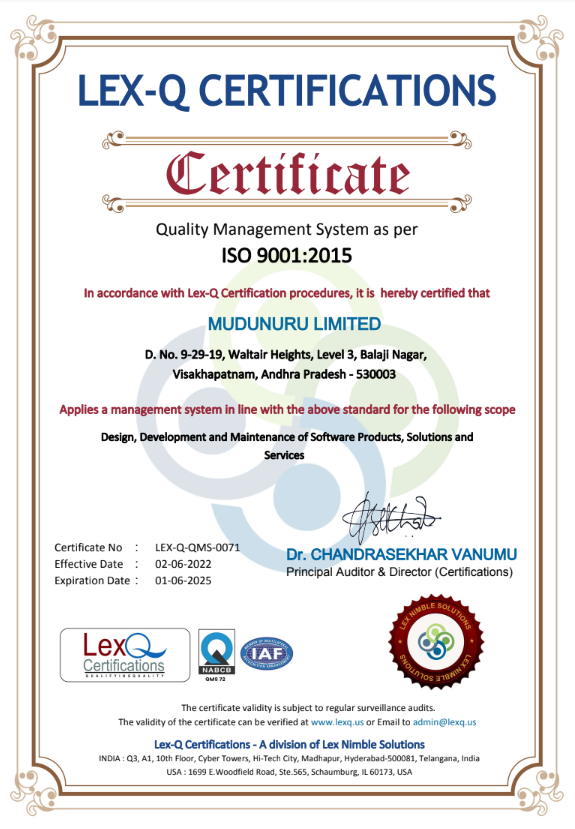 LEX-Q CERTIFICATIONS
Certificate
Quality Management System as per
ISO 9001:2015
In accordance with Lex-Q Certification procedures, it is hereby certified that
MUDUNURU LIMITED
D. No. 9-29-19, Waltair Heights, Level 3, Balaji Nagar,
Visakhapatnam, Andhra Pradesh - 530003
Applies a management system in line with the above standard for the following scope
Design, Development and Maintenance of Software Products, Solutions and
Services
Certificate No : LEX-Q-QMS-0071
Effective Date : 02-06-2022
Expiration Date : 01-06-2025
Dr. CHANDRASEKHAR VANUMU
Principal Auditor & Director (Certifications)
LexQ
Certifications
QUALIFYINGQUALITY
NABCB
QMS 72
IAF
LEX NIMBLE SOLUTIONS
LEX NIMBLE SOLUTIONS
The certificate validity is subject to regular surveillance audits.
The validity of the certificate can be verified at www.lexq.us or Email to admin@lexq.us
Lex-Q Certifications - A division of Lex Nimble Solutions
INDIA : Q3, A1, 10th Floor, Cyber Towers, Hi-Tech City, Madhapur, Hyderabad-500081, Telangana, India
USA : 1699 E.Woodfield Road, Ste.565, Schaumburg, IL 60173, USA